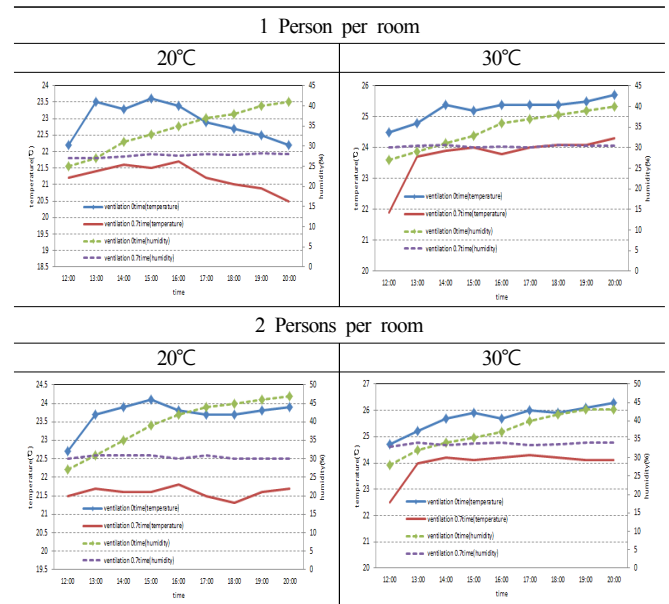 1 Person per room
20℃ 30℃
24
23.5
23
22.5
22
21.5
21
20.5
20
19.5
19
18.5
temperature(℃)
45
40
35
30
25
20
15
10
5
0
humidity(%)
ventilation 0time(temperature)
ventilation 0.7time(temperature)
ventilation 0time(humidity)
ventilation 0.7time(humidity)
12:00 13:00 14:00 15:00 16:00 17:00 18:00 19:00 20:00
time
26
25
24
23
22
21
20
temperature(℃)
45
40
35
30
25
20
15
10
5
0
humidity(%)
ventilation 0time(temperature)
ventilation 0.7time(temperature)
ventilation 0time(humidity)
ventilation 0.7time(humidity)
12:00 13:00 14:00 15:00 16:00 17:00 18:00 19:00 20:00
time
2 Persons per room
20℃ 30℃
24.5
24
23.5
23
22.5
22
21.5
21
20.5
20
19.5
temperature(℃)
50
45
40
35
30
25
20
15
10
5
0
humidity(%)
ventilation 0time(temperature)
ventilation 0.7time(temperature)
ventilation 0time(humidity)
ventilation 0.7time(humidity)
12:00 13:00 14:00 15:00 16:00 17:00 18:00 19:00 20:00
time
27
26
25
24
23
22
21
20
temperature(℃)
50
45
40
35
30
25
20
15
10
5
0
humidity(%)
ventilation 0time(temperature)
ventilation 0.7time(temperature)
ventilation 0time(humidity)
ventilation 0.7time(humidity)
12:00 13:00 14:00 15:00 16:00 17:00 18:00 19:00 20:00
time